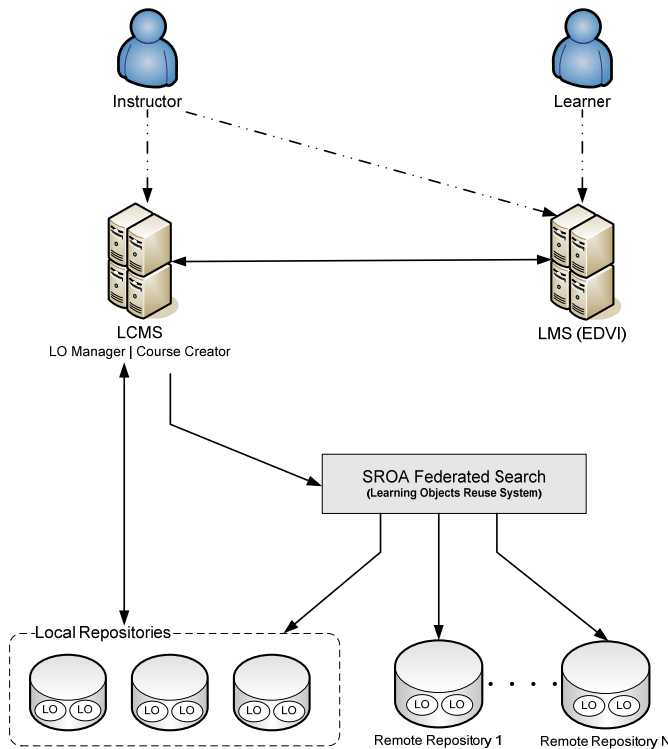 Instructor
Learner
LCMS
LO Manager | Course Creator
LMS (EDVI)
SROA Federated Search
(Learning Objects Reuse System)
Local Repositories
LO LO
LO LO
LO LO
LO LO
LO LO
Remote Repository 1
Remote Repository N